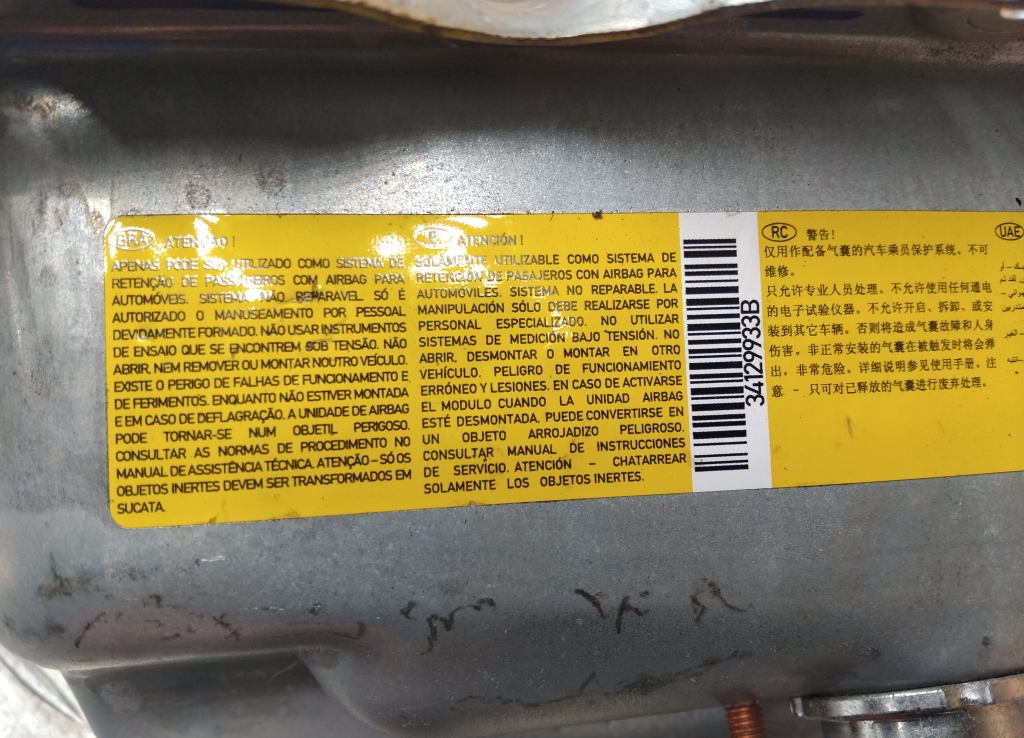 BRA ATENÇÃO !
APENAS PODE SER UTILIZADO COMO SISTEMA DE
RETENÇÃO DE PASSAGEIROS COM AIRBAG PARA
AUTOMÓVEIS. SISTEMA NÃO REPARAVEL SÓ É
AUTORIZADO O MANUSEAMENTO POR PESSOAL
DEVIDAMENTE FORMADO. NÃO USAR INSTRUMENTOS
DE ENSAIO QUE SE ENCONTREM SOB TENSÃO. NÃO
ABRIR, NEM REMOVER OU MONTAR NOUTRO VEÍCULO.
EXISTE O PERIGO DE FALHAS DE FUNCIONAMENTO E
DE FERIMENTOS. ENQUANTO NÃO ESTIVER MONTADA
E EM CASO DE DEFLAGRAÇÃO. A UNIDADE DE AIRBAG
PODE TORNAR-SE NUM OBJETIL PERIGOSO.
CONSULTAR AS NORMAS DE PROCEDIMENTO NO
MANUAL DE ASSISTÊNCIA TÉCNICA. ATENÇÃO – SÓ OS
OBJETOS INERTES DEVEM SER TRANSFORMADOS EM
SUCATA.
E ATENCIÓN !
SOLAMENTE UTILIZABLE COMO SISTEMA DE
RETENCIÓN DE PASAJEROS CON AIRBAG PARA
AUTOMÓVILES. SISTEMA NO REPARABLE. LA
MANIPULACIÓN SÓLO DEBE REALIZARSE POR
PERSONAL ESPECIALIZADO. NO UTILIZAR
SISTEMAS DE MEDICIÓN BAJO TENSIÓN. NO
ABRIR, DESMONTAR O MONTAR EN OTRO
VEHÍCULO. PELIGRO DE FUNCIONAMIENTO
ERRÓNEO Y LESIONES. EN CASO DE ACTIVARSE
EL MODULO CUANDO LA UNIDAD AIRBAG
ESTÉ DESMONTADA, PUEDE CONVERTIRSE EN
UN OBJETO ARROJADIZO PELIGROSO.
CONSULTAR MANUAL DE INSTRUCCIONES
DE SERVICIO. ATENCIÓN – CHATARREAR
SOLAMENTE LOS OBJETOS INERTES.
34129933B
RC 警告!
仅用作配备气囊的汽车乘员保护系统。不可
维修。
只允许专业人员处理。不允许使用任何通电
的电子试验仪器。不允许开启、拆卸、或安
装到其它车辆。否则将造成气囊故障和人身
伤害。非正常安装的气囊在被触发时将会弹
出，非常危险。详细说明参见使用手册。注
意 - 只可对已释放的气囊进行废弃处理。
UAE